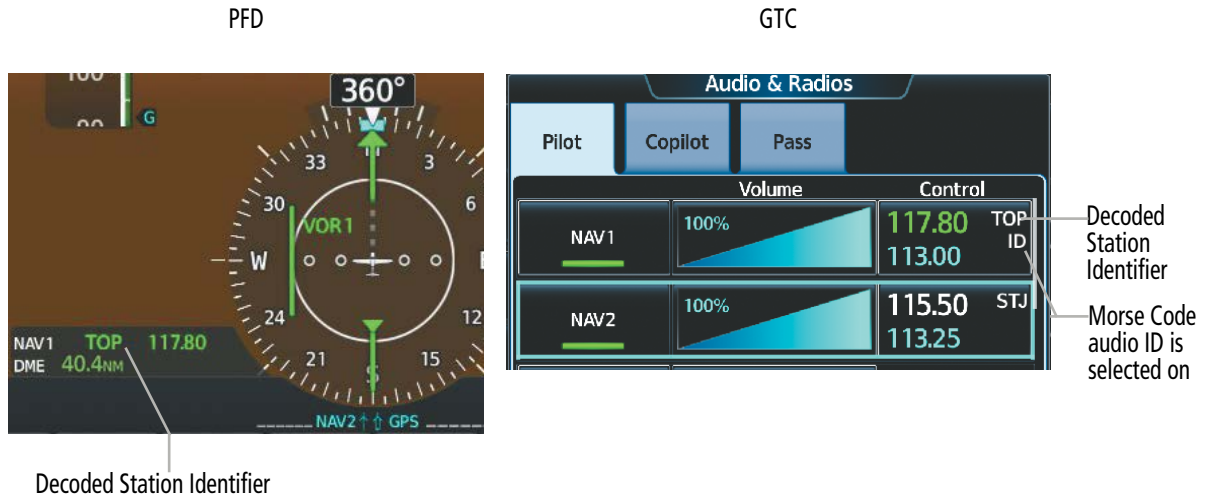 PFD
GTC
360°
G
33
N
3
30
6
VOR 1
W
24
12
21
S
15
NAV1 TOP 117.80
DME 40.4NM
NAV2 ↑ ⇧ GPS
Decoded Station Identifier
Audio & Radios
Pilot Copilot Pass
Volume Control
NAV1 100% 117.80 TOP
ID
113.00
NAV2 100% 115.50 STJ
113.25
Decoded
Station
Identifier
Morse Code
audio ID is
selected on